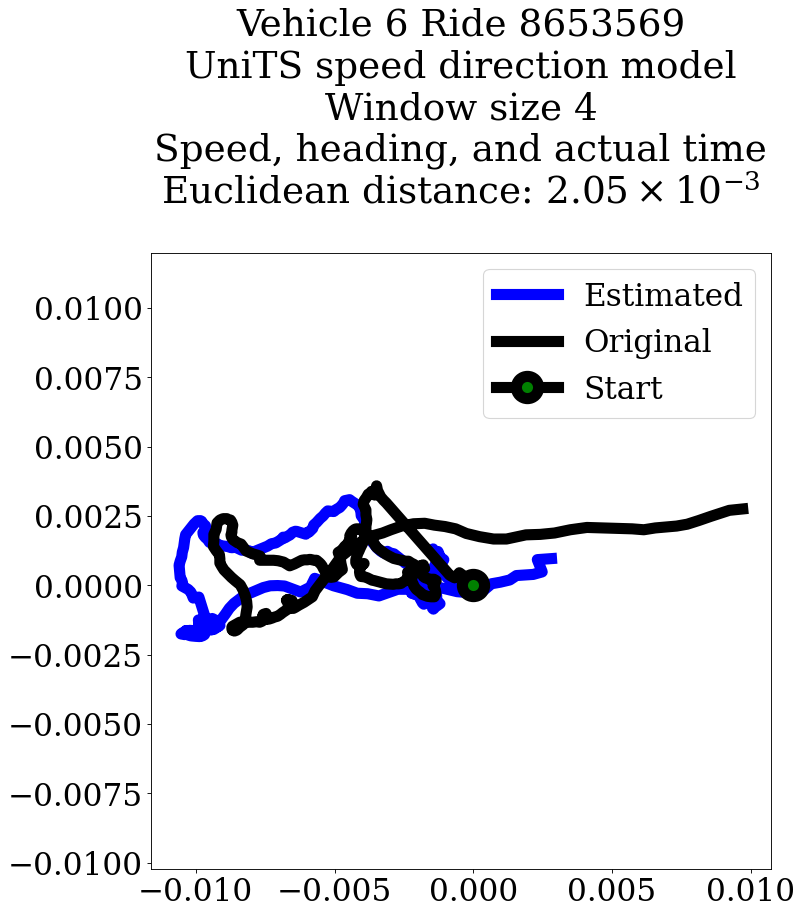 Vehicle 6 Ride 8653569
UniTS speed direction model
Window size 4
Speed, heading, and actual time
Euclidean distance: 2.05 × 10⁻³
Estimated
Original
Start
0.0100
0.0075
0.0050
0.0025
0.0000
−0.0025
−0.0050
−0.0075
−0.0100
−0.010 −0.005 0.000 0.005 0.010